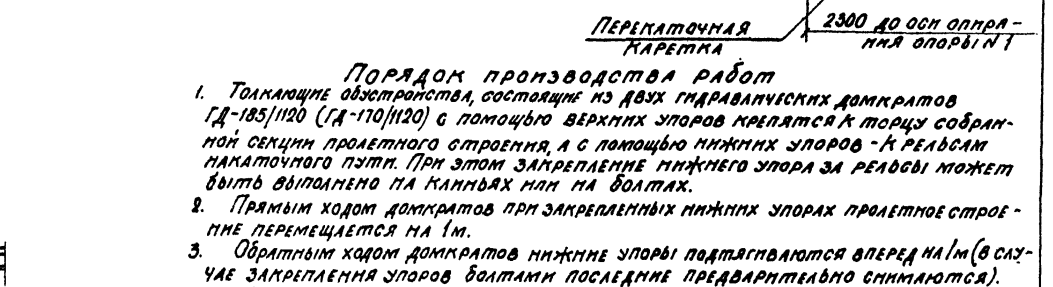 Перекаточная
каретка
2300 до оси опира-
ния опоры N1
Порядок производства работ
1. Толкающие обустройства, состоящие из двух гидравлических домкратов
ГД-185/1120 (ГД-170/1120) с помощью верхних упоров крепятся к торцу собран-
ной секции пролетного строения, а с помощью нижних упоров - к рельсам
накаточного пути. При этом закрепление нижнего упора за рельсы может
быть выполнено на клиньях или на болтах.
2. Прямым ходом домкратов при закрепленных нижних упорах пролетное строе-
ние перемещается на 1м.
3. Обратным ходом домкратов нижние упоры подтягиваются вперед на 1м (в слу-
чае закрепления упоров болтами последние предварительно снимаются).